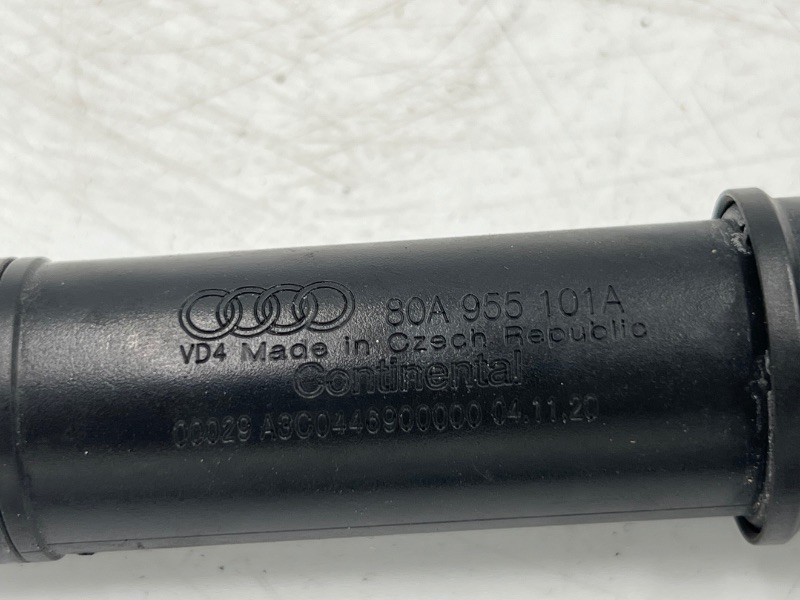 80A 955 101A
VD4 Made in Czech Republic
Continental
00029 A3C0446900000 04.11.20